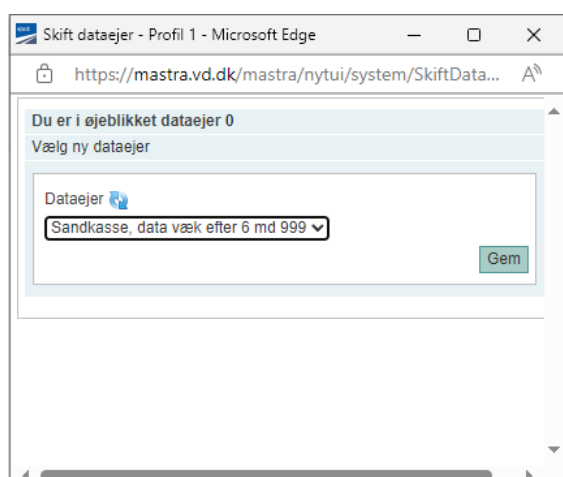 Skift dataejer - Profil 1 - Microsoft Edge
https://mastra.vd.dk/mastra/nytui/system/SkiftData...
Du er i øjeblikket dataejer 0
Vælg ny dataejer
Dataejer
Sandkasse, data væk efter 6 md 999
Gem